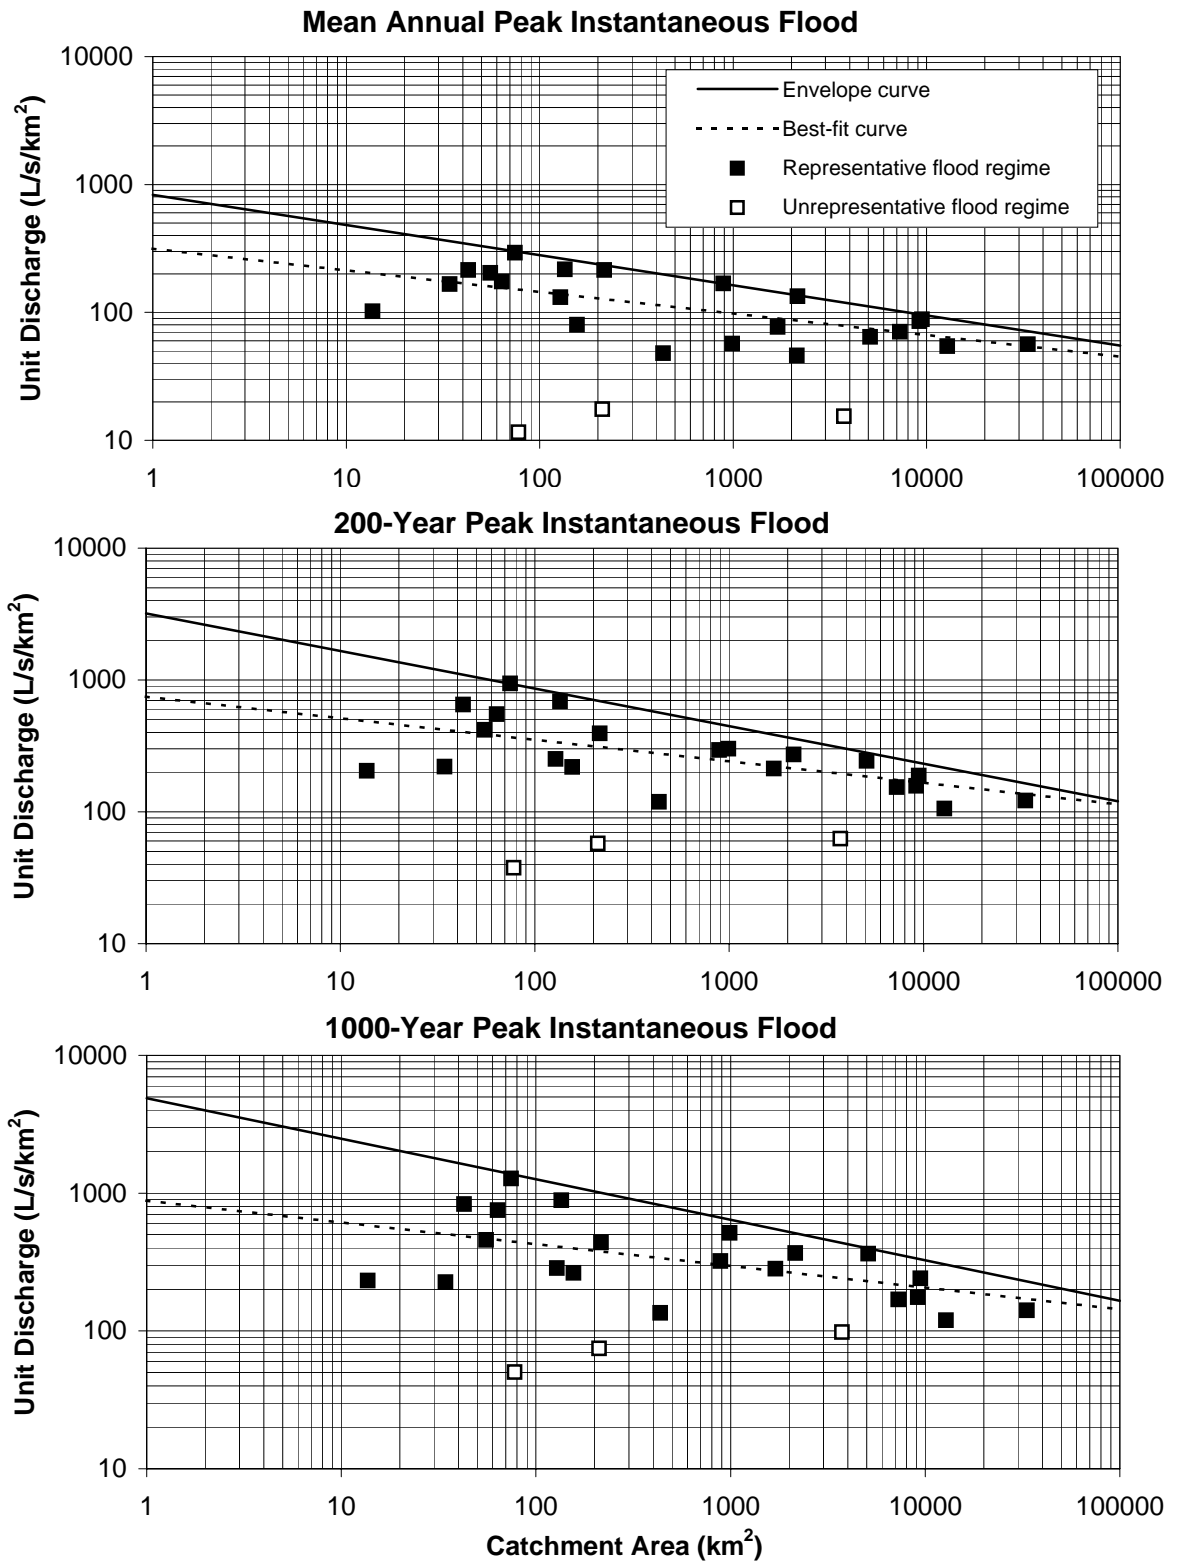 Mean Annual Peak Instantaneous Flood
10000
1000
100
10
Unit Discharge (L/s/km²)
Envelope curve
Best-fit curve
Representative flood regime
Unrepresentative flood regime
1 10 100 1000 10000 100000
200-Year Peak Instantaneous Flood
10000
1000
100
10
Unit Discharge (L/s/km²)
1 10 100 1000 10000 100000
1000-Year Peak Instantaneous Flood
10000
1000
100
10
Unit Discharge (L/s/km²)
1 10 100 1000 10000 100000
Catchment Area (km²)